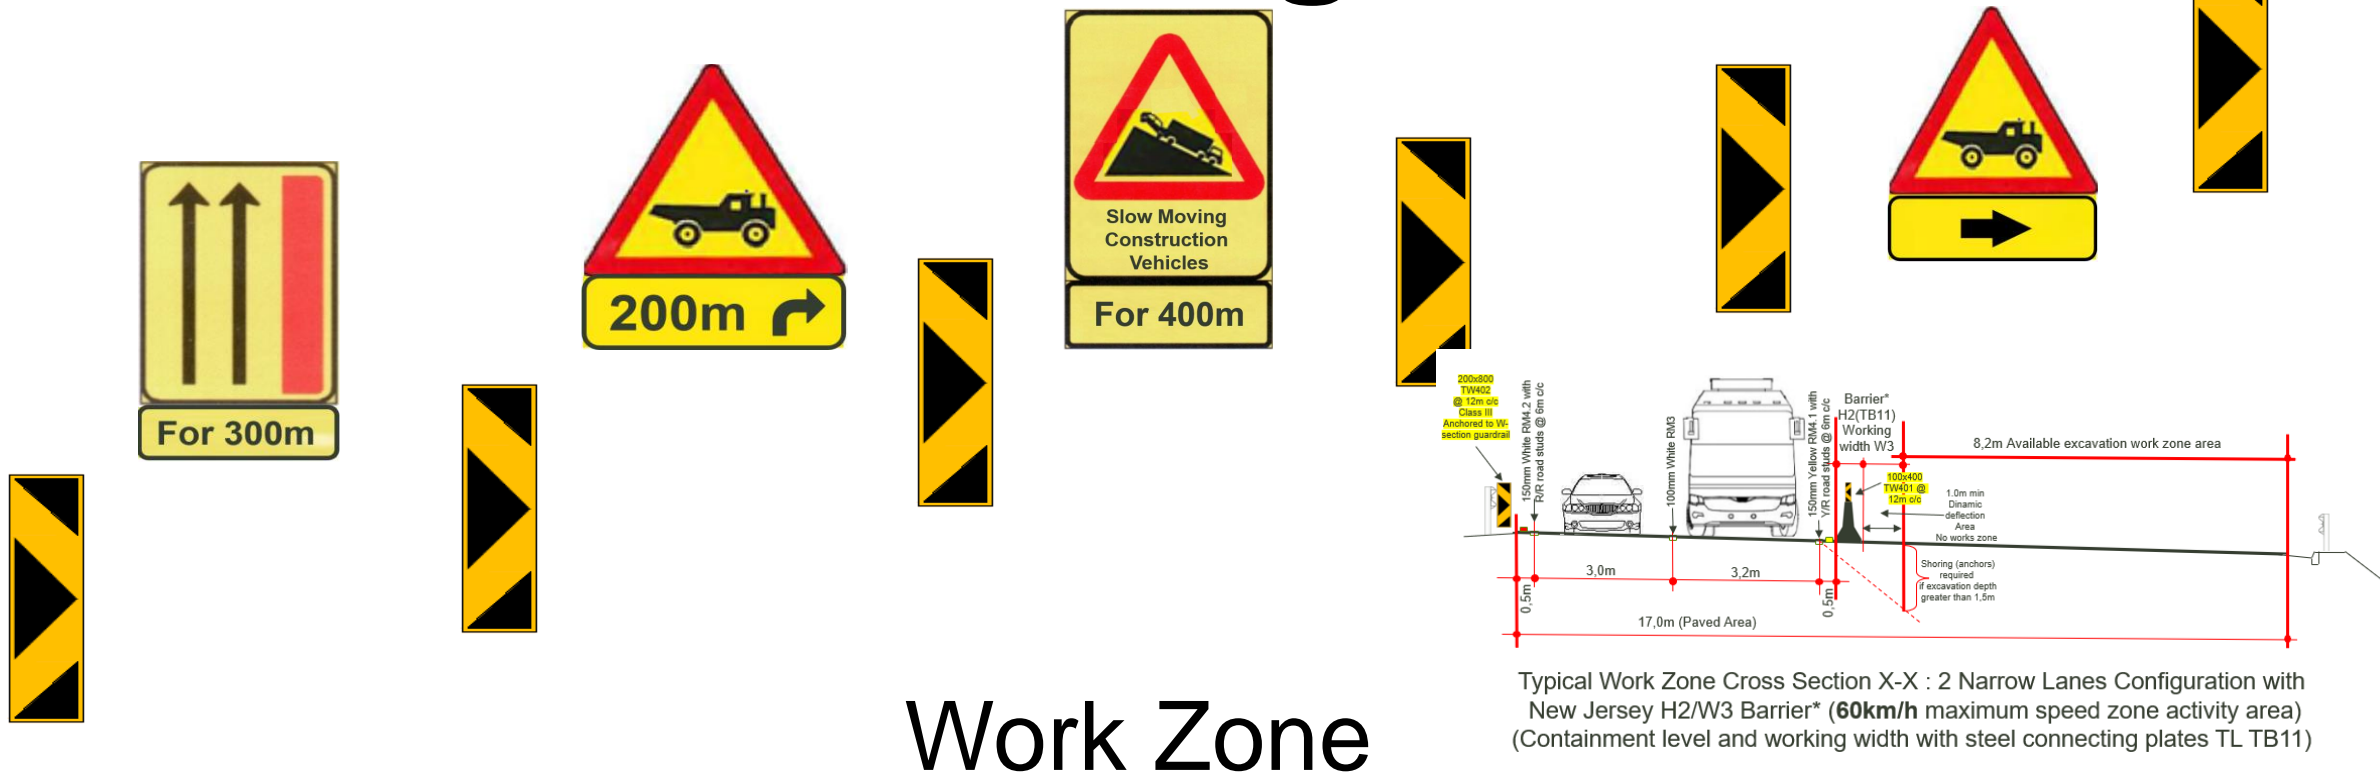 For 300m
200m
Slow Moving
Construction
Vehicles
For 400m
200x800
TW402
@ 12m c/c
Class III
Anchored to W-
section guardrail
150mm White RM4.2 with
R/R road studs @ 6m c/c
100mm White RM3
150mm Yellow RM4.1 with
Y/R road studs @ 6m c/c
Barrier*
H2(TB11)
Working
width W3
8,2m Available excavation work zone area
100x400
TW401 @
12m c/c
1.0m min
Dinamic
deflection
Area
No works zone
Shoring (anchors)
required
if excavation depth
greater than 1,5m
0,5m
3,0m
3,2m
0,5m
17,0m (Paved Area)
Typical Work Zone Cross Section X-X : 2 Narrow Lanes Configuration with
New Jersey H2/W3 Barrier* (60km/h maximum speed zone activity area)
(Containment level and working width with steel connecting plates TL TB11)
Work Zone